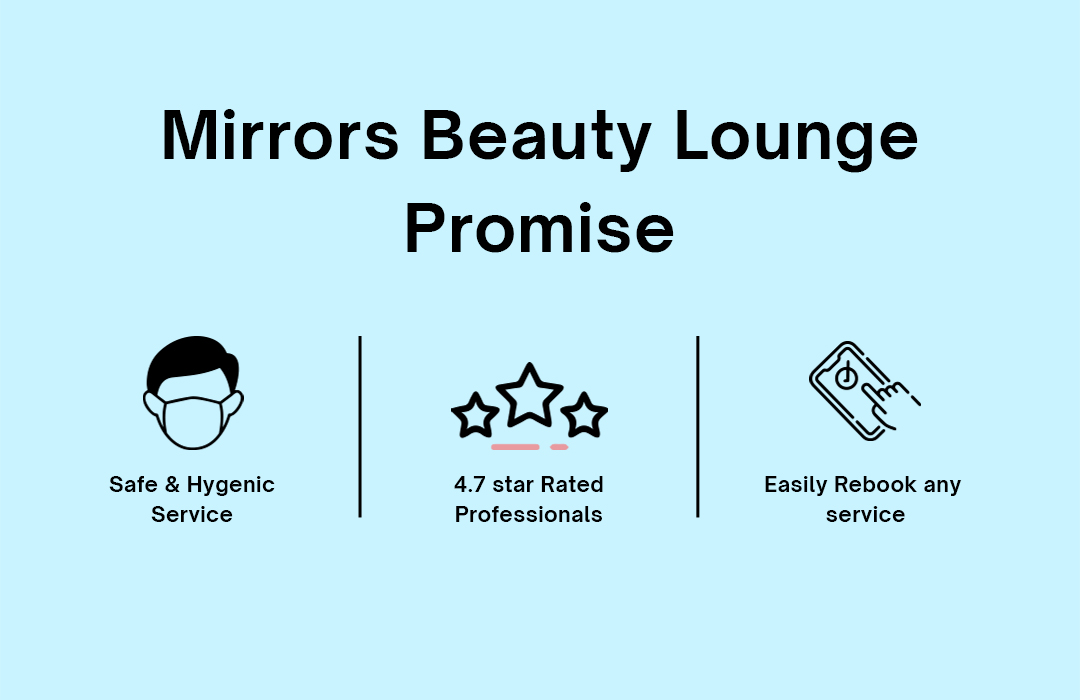 Mirrors Beauty Lounge
Promise
Safe & Hygenic
Service
4.7 star Rated
Professionals
Easily Rebook any
service